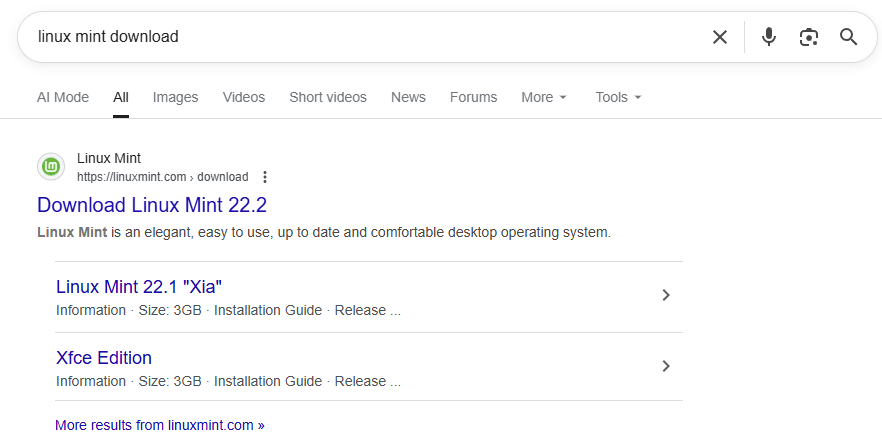 linux mint download
AI Mode All Images Videos Short videos News Forums More Tools
Linux Mint
https://linuxmint.com › download
Download Linux Mint 22.2
Linux Mint is an elegant, easy to use, up to date and comfortable desktop operating system.
Linux Mint 22.1 "Xia"
Information · Size: 3GB · Installation Guide · Release ...
Xfce Edition
Information · Size: 3GB · Installation Guide · Release ...
More results from linuxmint.com »